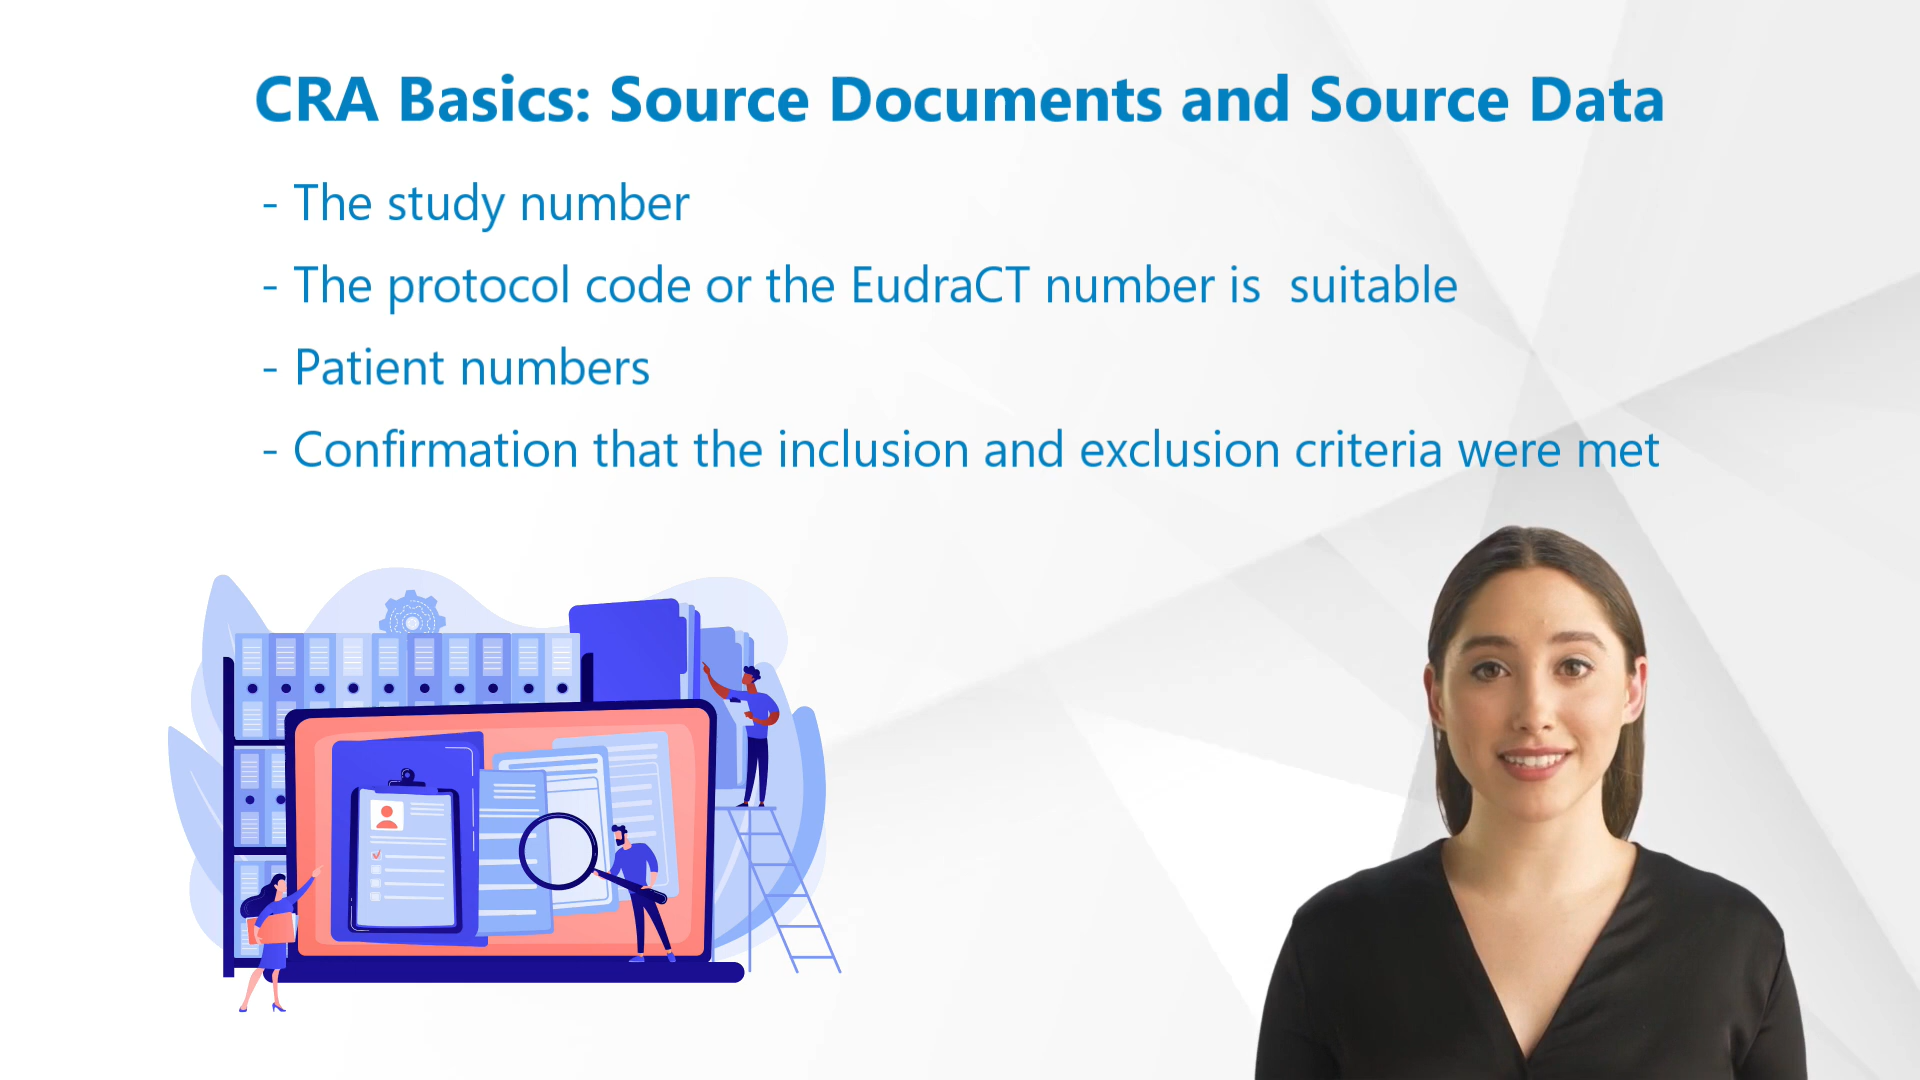 CRA Basics: Source Documents and Source Data
- The study number
- The protocol code or the EudraCT number is  suitable
- Patient numbers
- Confirmation that the inclusion and exclusion criteria were met